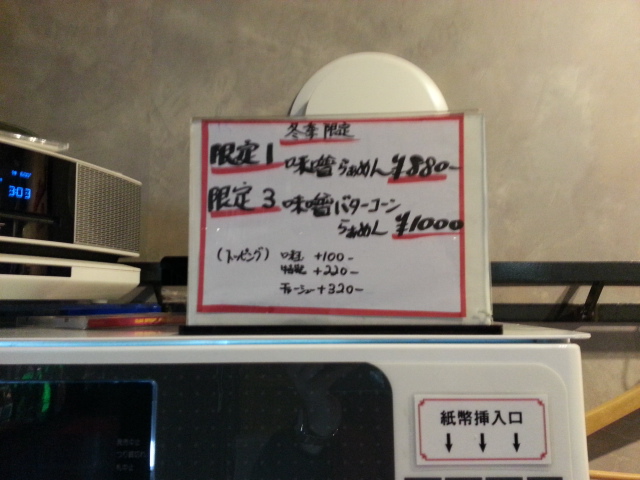 冬季限定
限定1 味噌らぁめん ¥880-
限定3 味噌バターコーン
らぁめん ¥1000
(トッピング) 味玉 +100-
特製 +220-
チャーシュー +320-
303
紙幣挿入口
↓ ↓ ↓